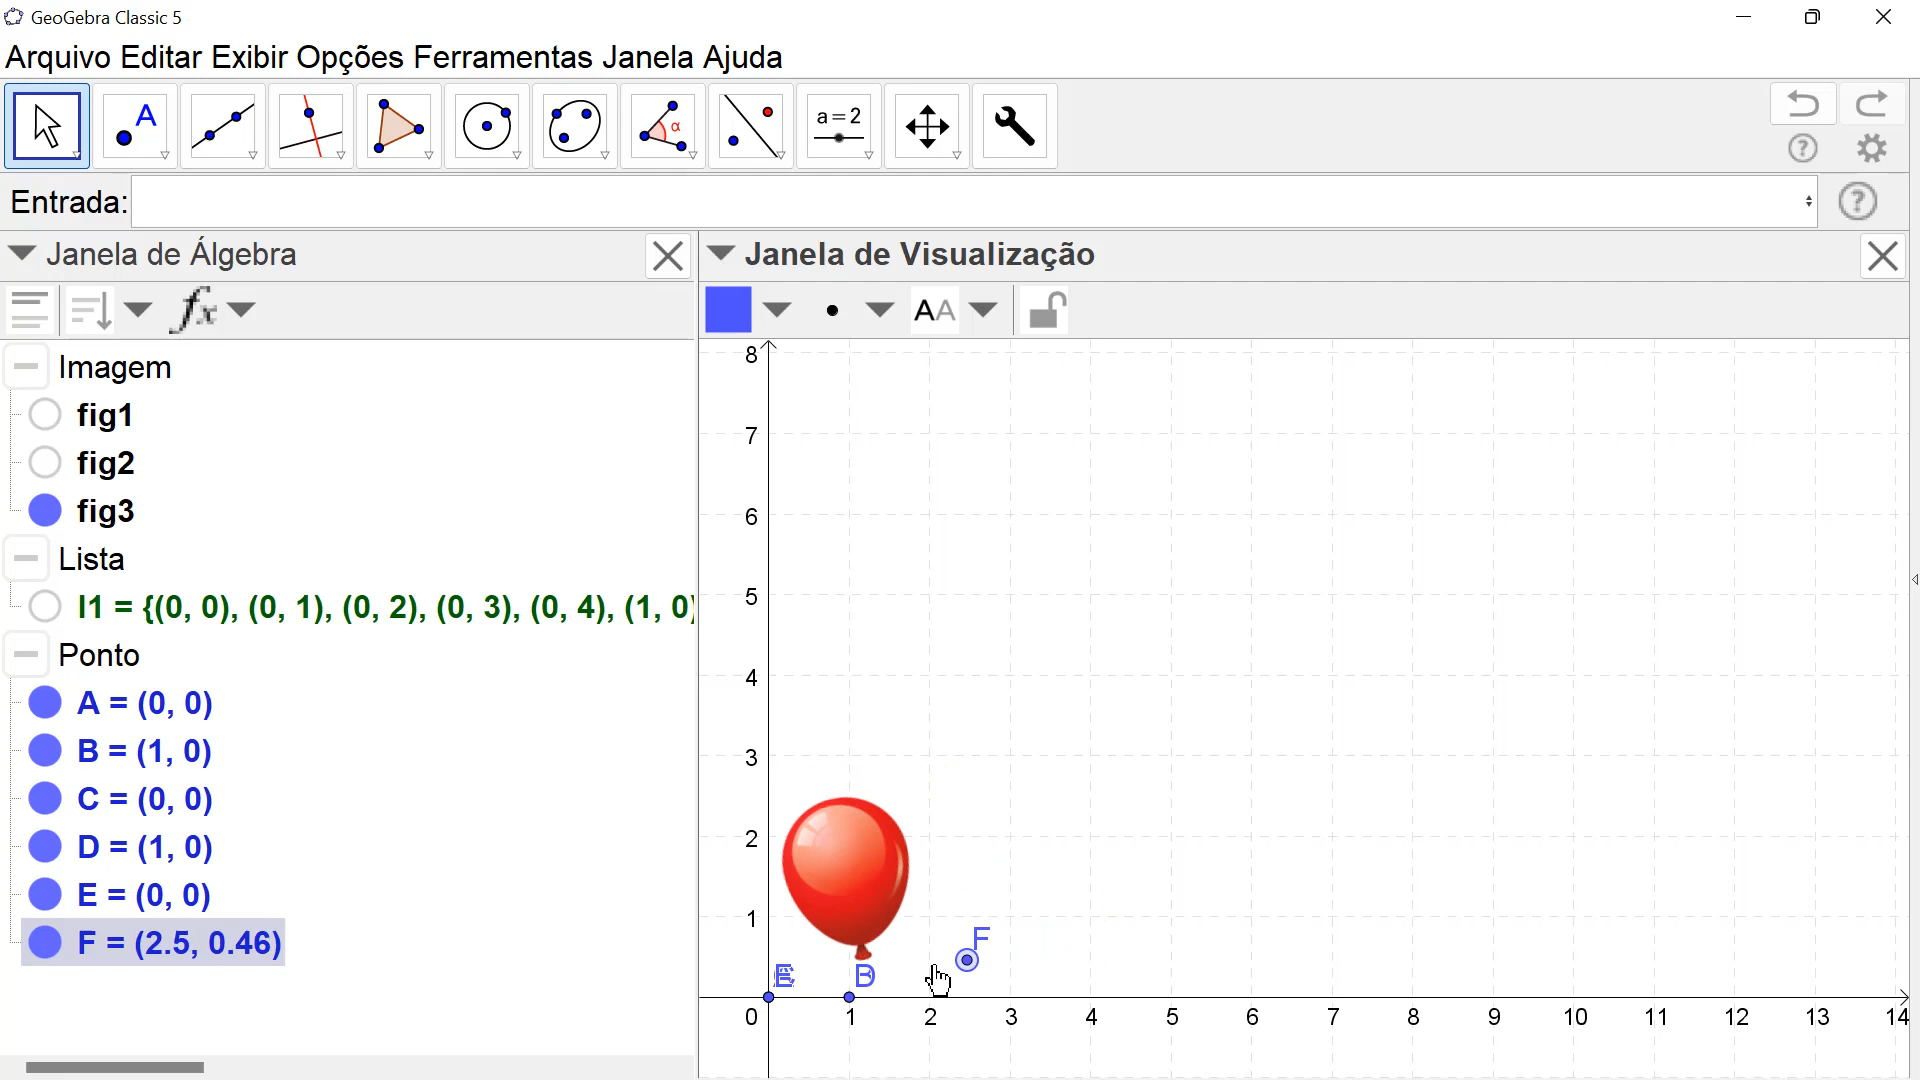 GeoGebra Classic 5
Arquivo Editar Exibir Opções Ferramentas Janela Ajuda
A
α
a = 2
Entrada:
Janela de Álgebra
Janela de Visualização
fx
AA
Imagem
fig1
fig2
fig3
Lista
l1 = {(0, 0), (0, 1), (0, 2), (0, 3), (0, 4), (1, 0)
Ponto
A = (0, 0)
B = (1, 0)
C = (0, 0)
D = (1, 0)
E = (0, 0)
F = (2.5, 0.46)
8
7
6
5
4
3
2
1
F
E
0 1 2 3 4 5 6 7 8 9 10 11 12 13 14